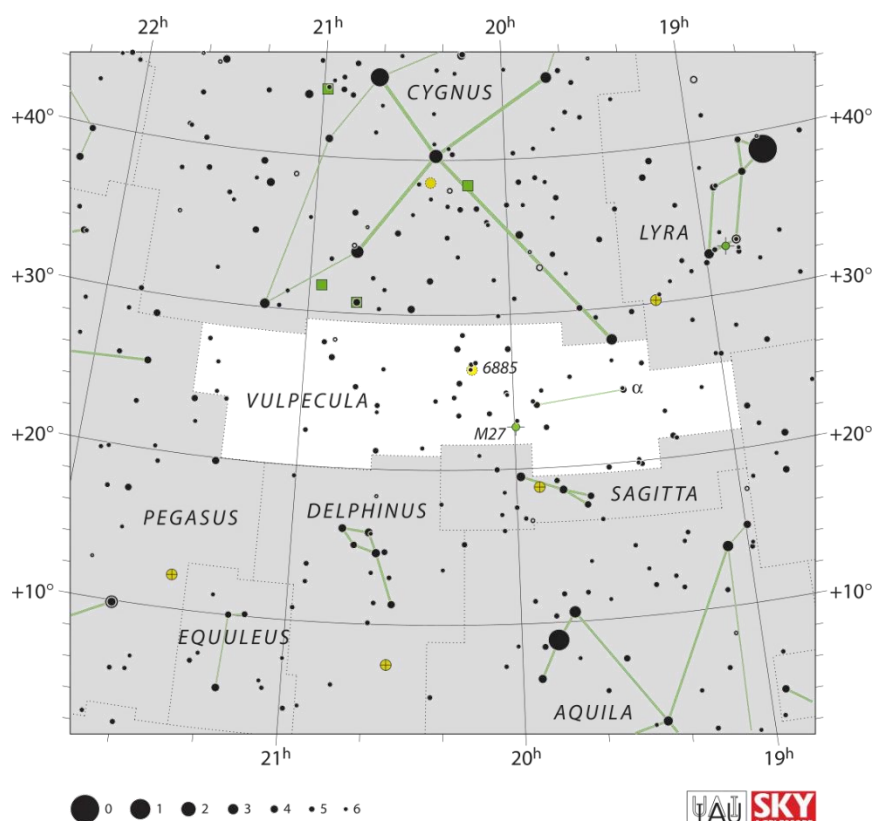 22h 21h 20h 19h
CYGNUS
+40° +40°
LYRA
+30° +30°
6885
α
VULPECULA
+20° M27 +20°
SAGITTA
DELPHINUS
PEGASUS
+10° +10°
EQUULEUS
AQUILA
21h 20h 19h
0 1 2 3 4 5 6
IAU SKY